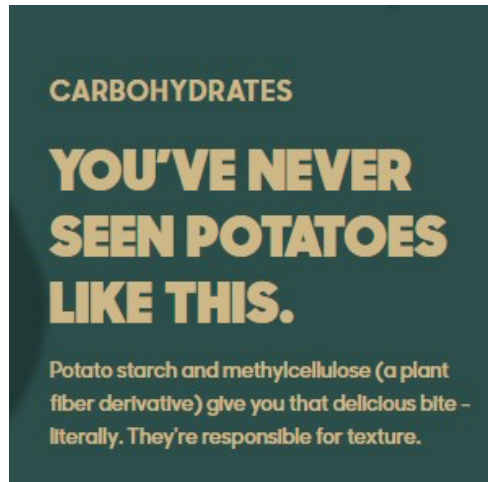 CARBOHYDRATES
YOU'VE NEVER
SEEN POTATOES
LIKE THIS.
Potato starch and methylcellulose (a plant
fiber derivative) give you that delicious bite –
literally. They're responsible for texture.